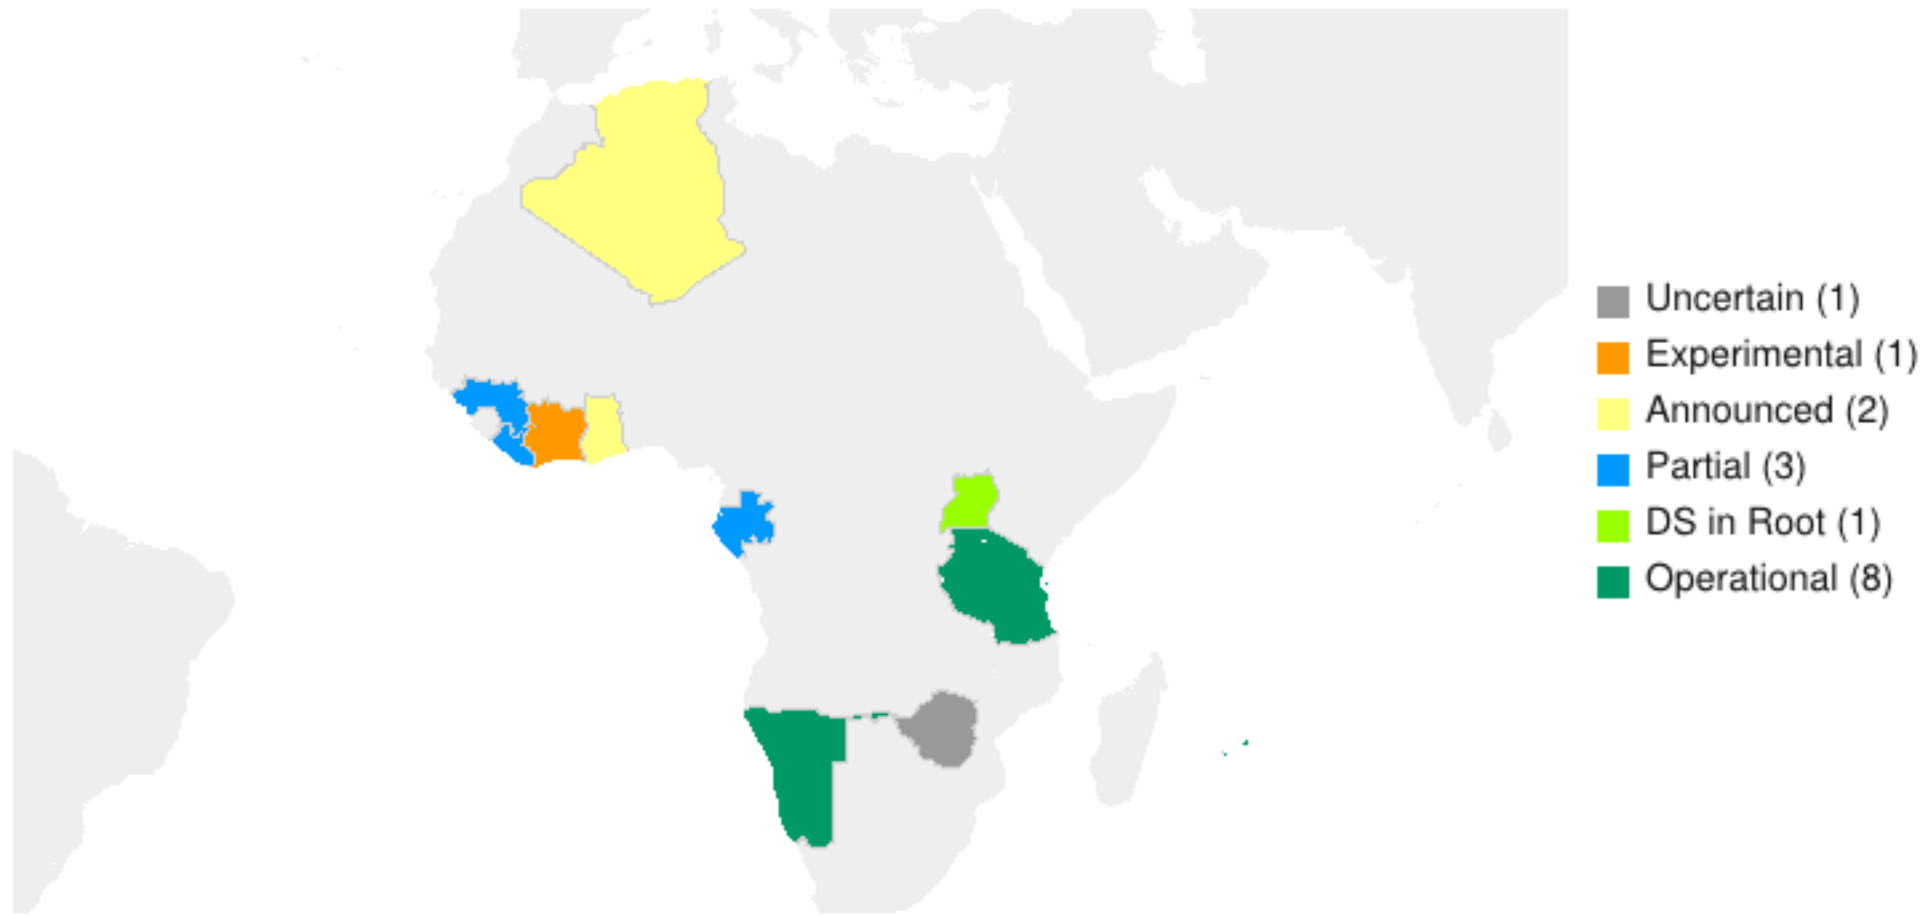 Uncertain (1)
Experimental (1)
Announced (2)
Partial (3)
DS in Root (1)
Operational (8)